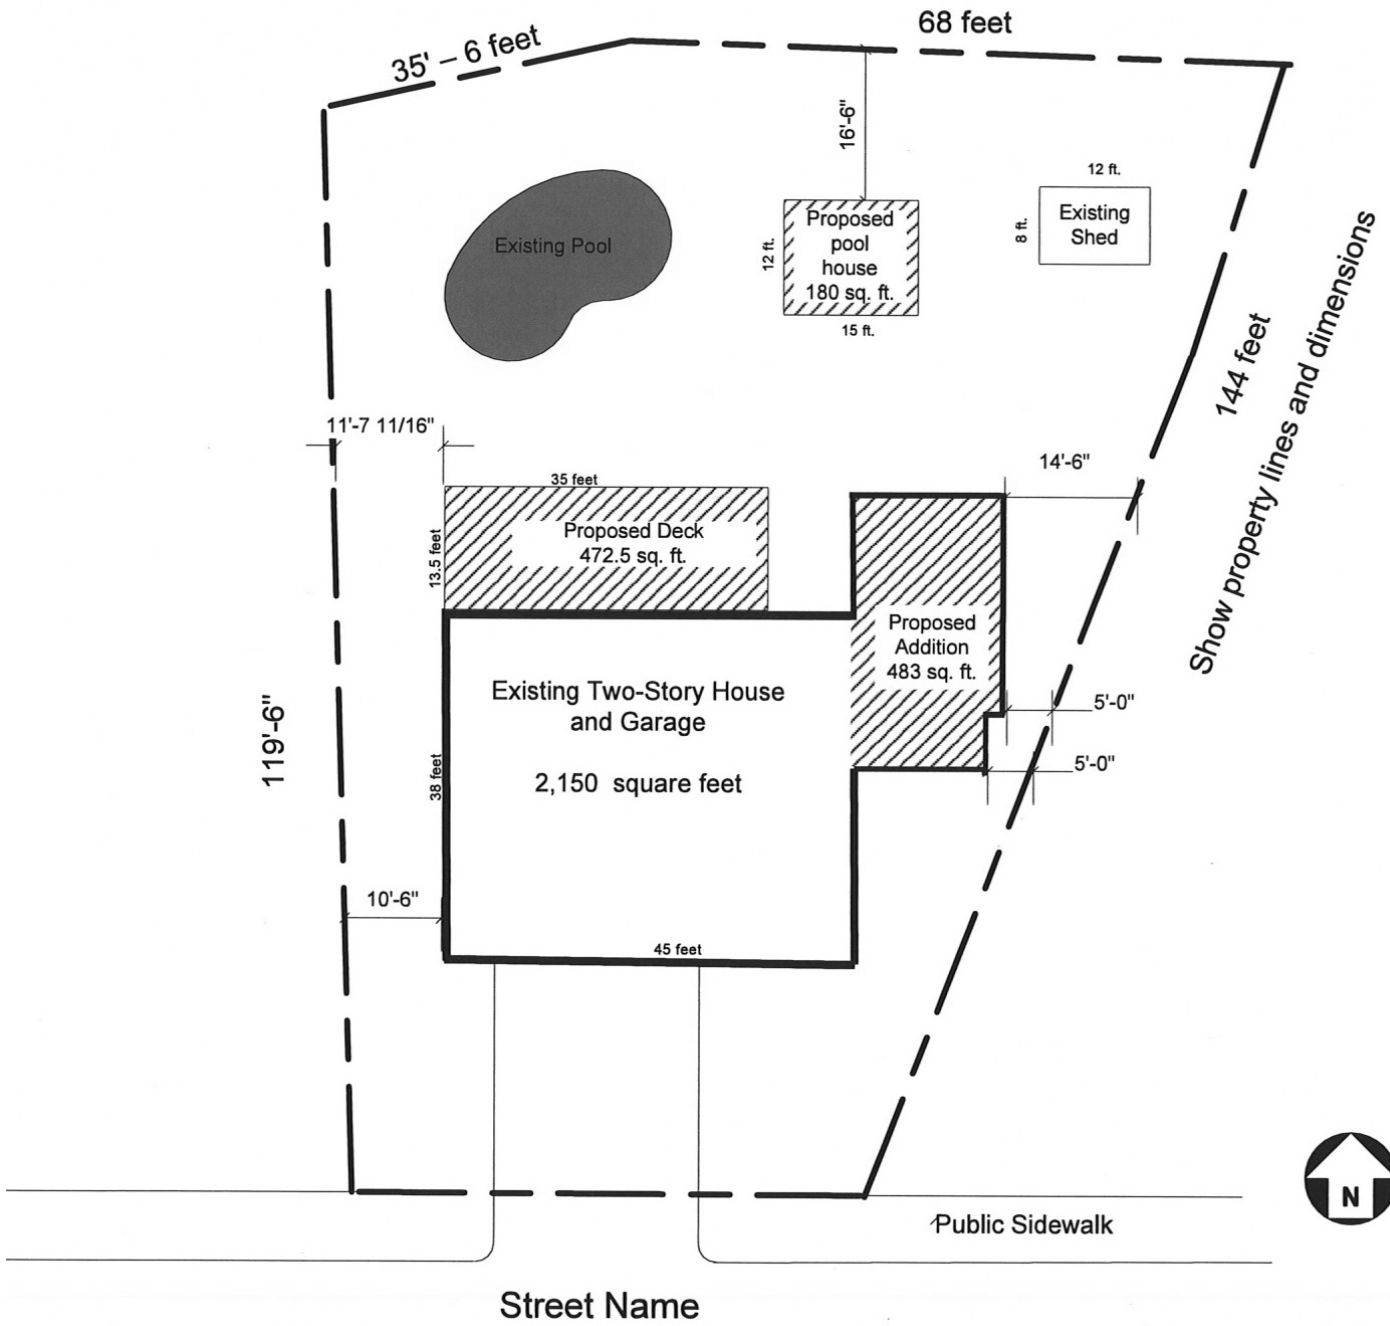 68 feet
35' – 6 feet
16'-6"
12 ft.
8 ft.
Existing
Shed
Existing Pool
12 ft.
Proposed
pool
house
180 sq. ft.
15 ft.
144 feet
Show property lines and dimensions
11'-7 11/16"
14'-6"
35 feet
13.5 feet
Proposed Deck
472.5 sq. ft.
Proposed
Addition
483 sq. ft.
Existing Two-Story House
and Garage
2,150 square feet
5'-0"
5'-0"
119'-6"
38 feet
10'-6"
45 feet
N
Public Sidewalk
Street Name